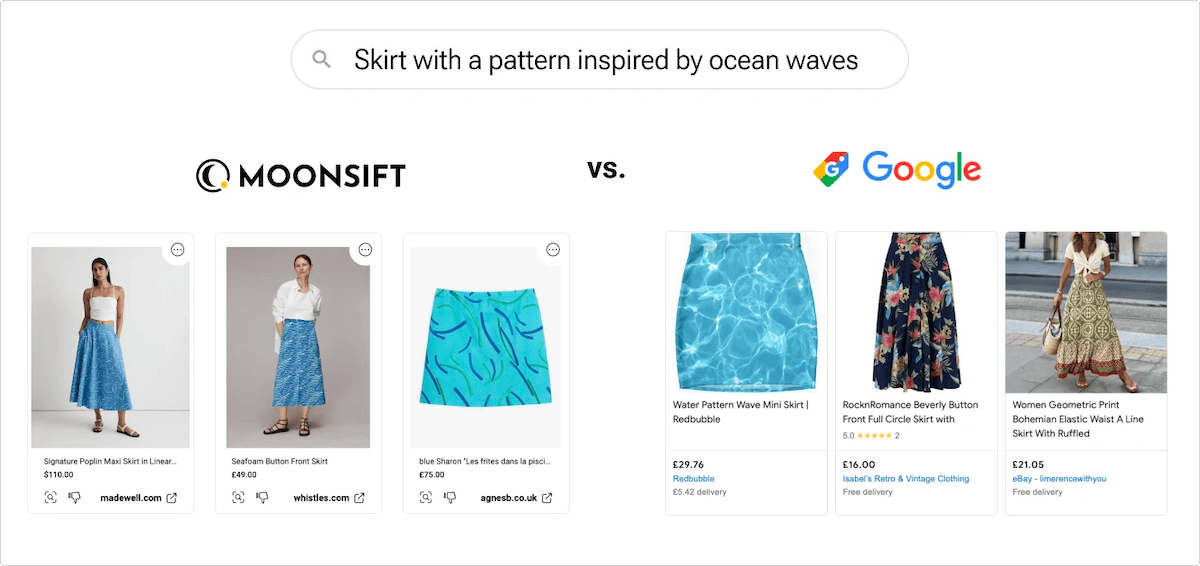 Skirt with a pattern inspired by ocean waves
MOONSIFT
vs.
Google
Signature Poplin Maxi Skirt in Linear...
$110.00
madewell.com
Seafoam Button Front Skirt
£49.00
whistles.com
blue Sharon "Les frites dans la pisci...
£75.00
agnesb.co.uk
Water Pattern Wave Mini Skirt |
Redbubble
£29.76
Redbubble
£5.42 delivery
RocknRomance Beverly Button
Front Full Circle Skirt with
5.0 ★★★★★ 2
£16.00
Isabel's Retro & Vintage Clothing
Free delivery
Women Geometric Print
Bohemian Elastic Waist A Line
Skirt With Ruffled
£21.05
eBay - limerencewithyou
Free delivery